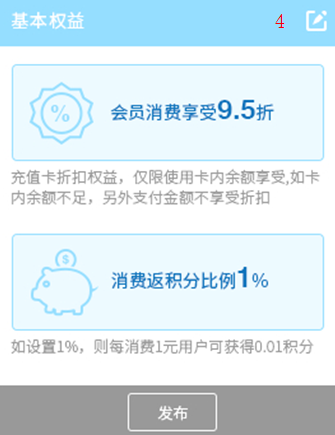 基本权益 4
%
会员消费享受9.5折
充值卡折扣权益，仅限使用卡内余额享受,如卡
内余额不足，另外支付金额不享受折扣
$
消费返积分比例1%
如设置1%，则每消费1元用户可获得0.01积分
发布